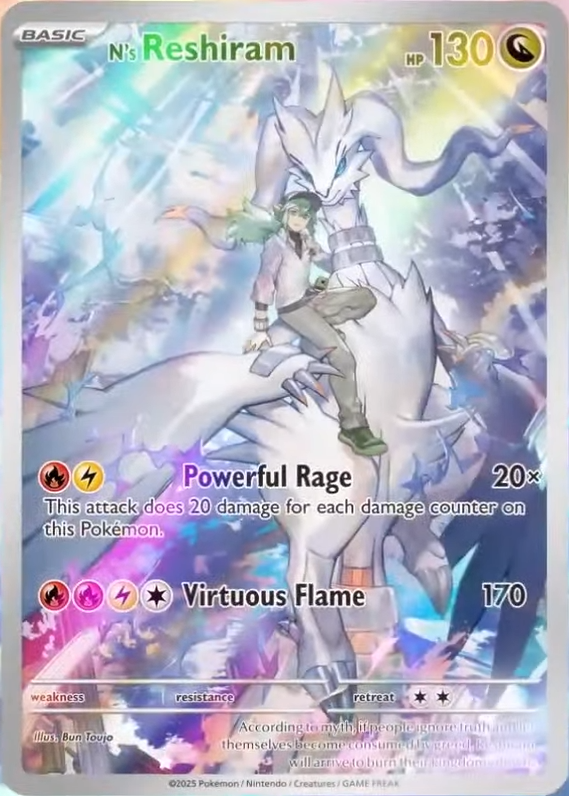 BASIC
N's Reshiram HP 130
Powerful Rage 20×
This attack does 20 damage for each damage counter on
this Pokémon.
Virtuous Flame 170
weakness resistance retreat
Illus. Bun Toujo
According to myth, if people ignore truth and let
themselves become consumed by greed, Reshiram
will arrive to burn their kingdoms
©2025 Pokémon / Nintendo / Creatures / GAME FREAK